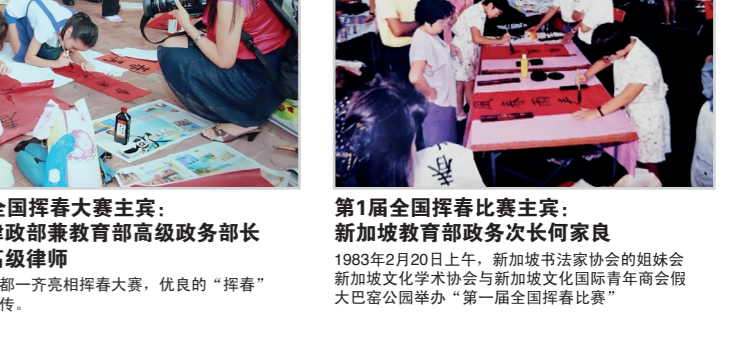 全国挥春大赛主宾：
律政部兼教育部高级政务部长
高级律师
都一齐亮相挥春大赛，优良的“挥春”
传。
第1届全国挥春比赛主宾：
新加坡教育部政务次长何家良
1983年2月20日上午，新加坡书法家协会的姐妹会
新加坡文化学术协会与新加坡文化国际青年商会假
大巴窑公园举办“第一届全国挥春比赛”
春